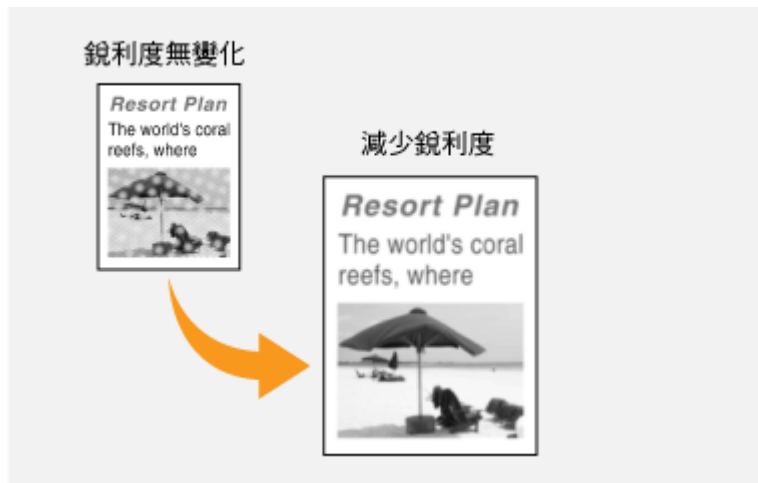 銳利度無變化
Resort Plan
The world's coral
reefs, where
減少銳利度
Resort Plan
The world's coral
reefs, where